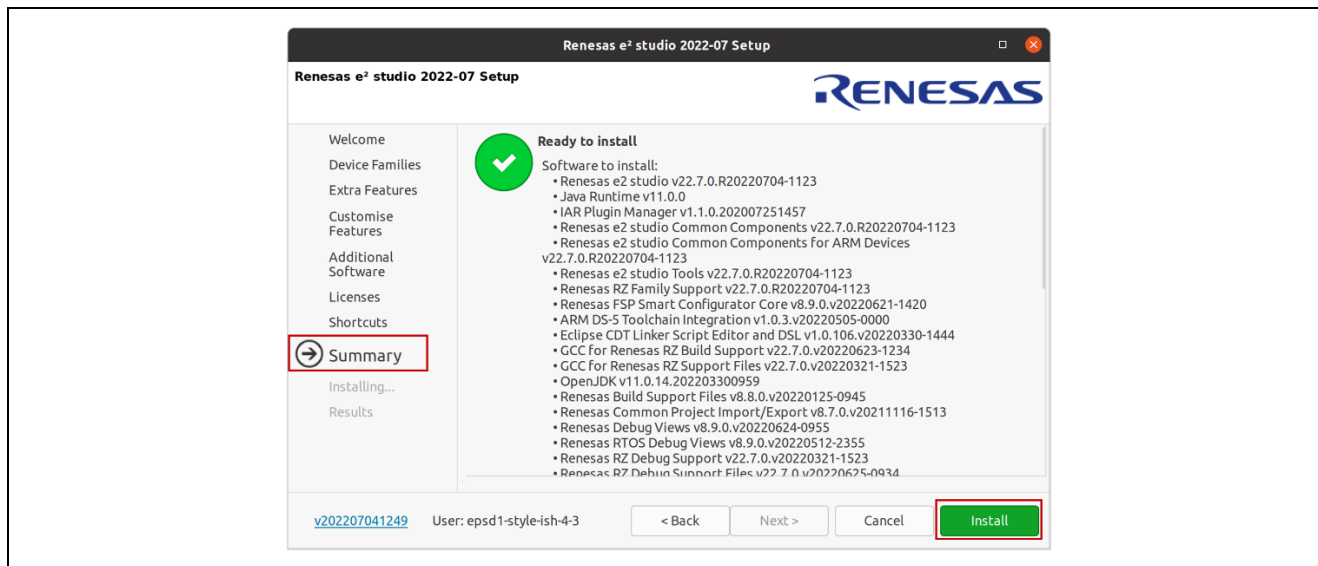 Renesas e² studio 2022-07 Setup
Renesas e² studio 2022-07 Setup
RENESAS
Welcome
Device Families
Extra Features
Customise
Features
Additional
Software
Licenses
Shortcuts
Summary
Installing...
Results
Ready to install
Software to install:
• Renesas e2 studio v22.7.0.R20220704-1123
• Java Runtime v11.0.0
• IAR Plugin Manager v1.1.0.202007251457
• Renesas e2 studio Common Components v22.7.0.R20220704-1123
• Renesas e2 studio Common Components for ARM Devices
v22.7.0.R20220704-1123
• Renesas e2 studio Tools v22.7.0.R20220704-1123
• Renesas RZ Family Support v22.7.0.R20220704-1123
• Renesas FSP Smart Configurator Core v8.9.0.v20220621-1420
• ARM DS-5 Toolchain Integration v1.0.3.v20220505-0000
• Eclipse CDT Linker Script Editor and DSL v1.0.106.v20220330-1444
• GCC for Renesas RZ Build Support v22.7.0.v20220623-1234
• GCC for Renesas RZ Support Files v22.7.0.v20220321-1523
• OpenJDK v11.0.14.202203300959
• Renesas Build Support Files v8.8.0.v20220125-0945
• Renesas Common Project Import/Export v8.7.0.v20211116-1513
• Renesas Debug Views v8.9.0.v20220624-0955
• Renesas RTOS Debug Views v8.9.0.v20220512-2355
• Renesas RZ Debug Support v22.7.0.v20220321-1523
• Renesas RZ Debug Support Files v22.7.0.v20220625-0934
v202207041249
User: epsd1-style-ish-4-3
< Back
Next >
Cancel
Install